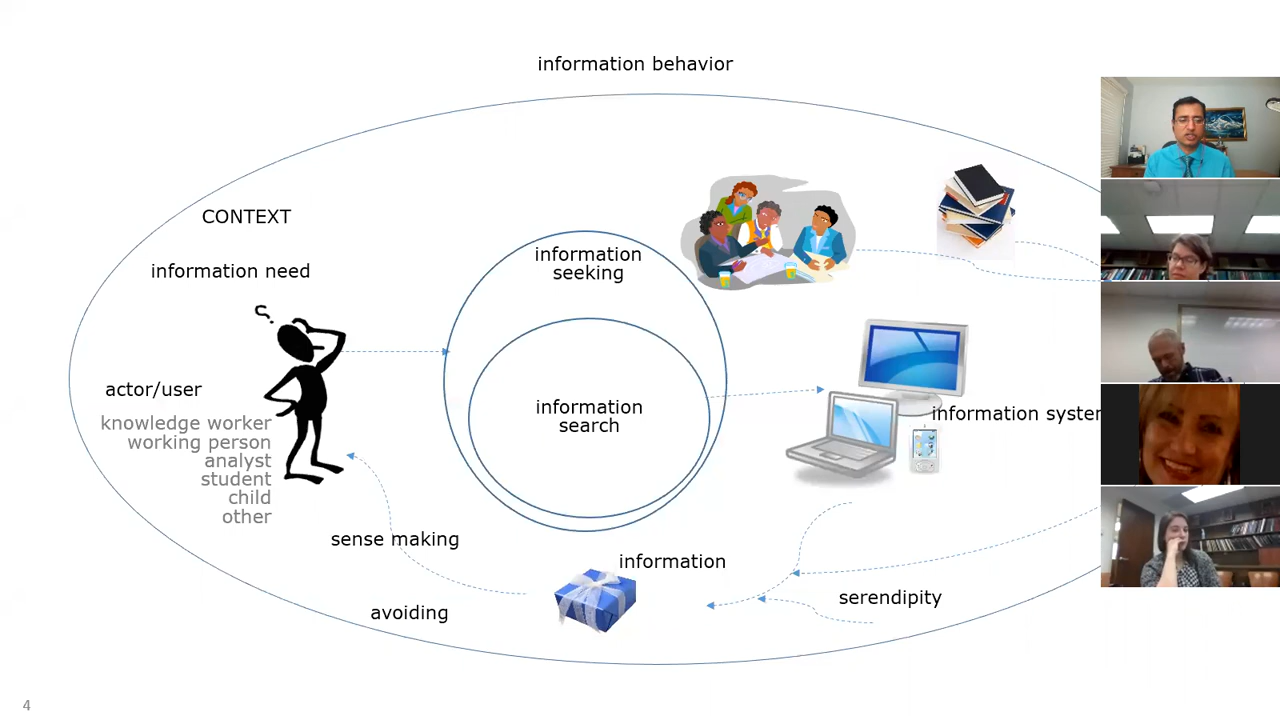 information behavior
CONTEXT
information need
information
seeking
actor/user
knowledge worker
working person
analyst
student
child
other
information
search
information system
sense making
information
avoiding
serendipity
4